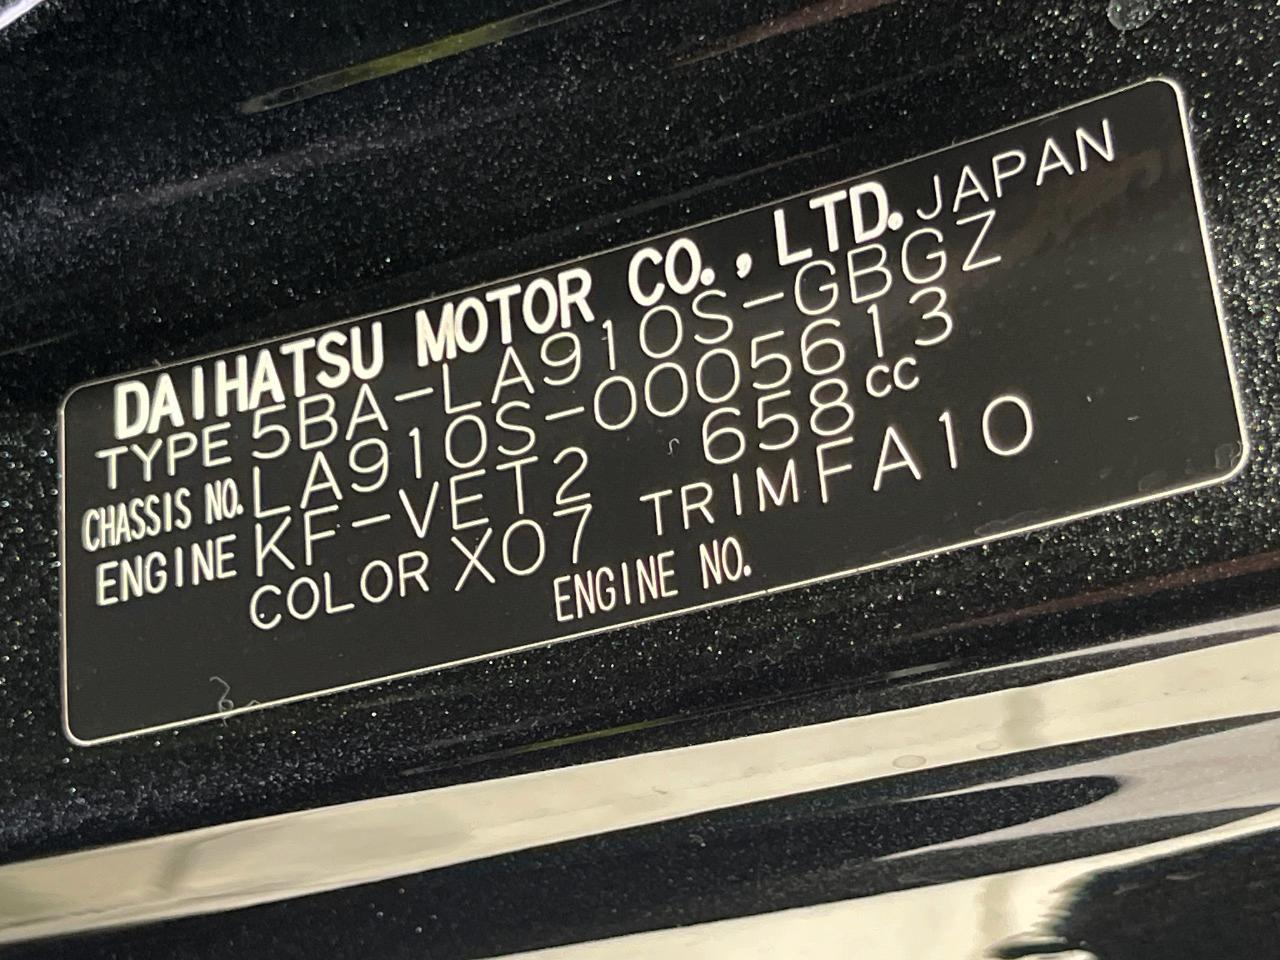 DAIHATSU MOTOR CO., LTD. JAPAN
TYPE 5BA-LA910S-GBGZ
CHASSIS NO. LA910S-0005613
ENGINE KF-VET2 658cc
COLOR X07 TRIM FA10
ENGINE NO.